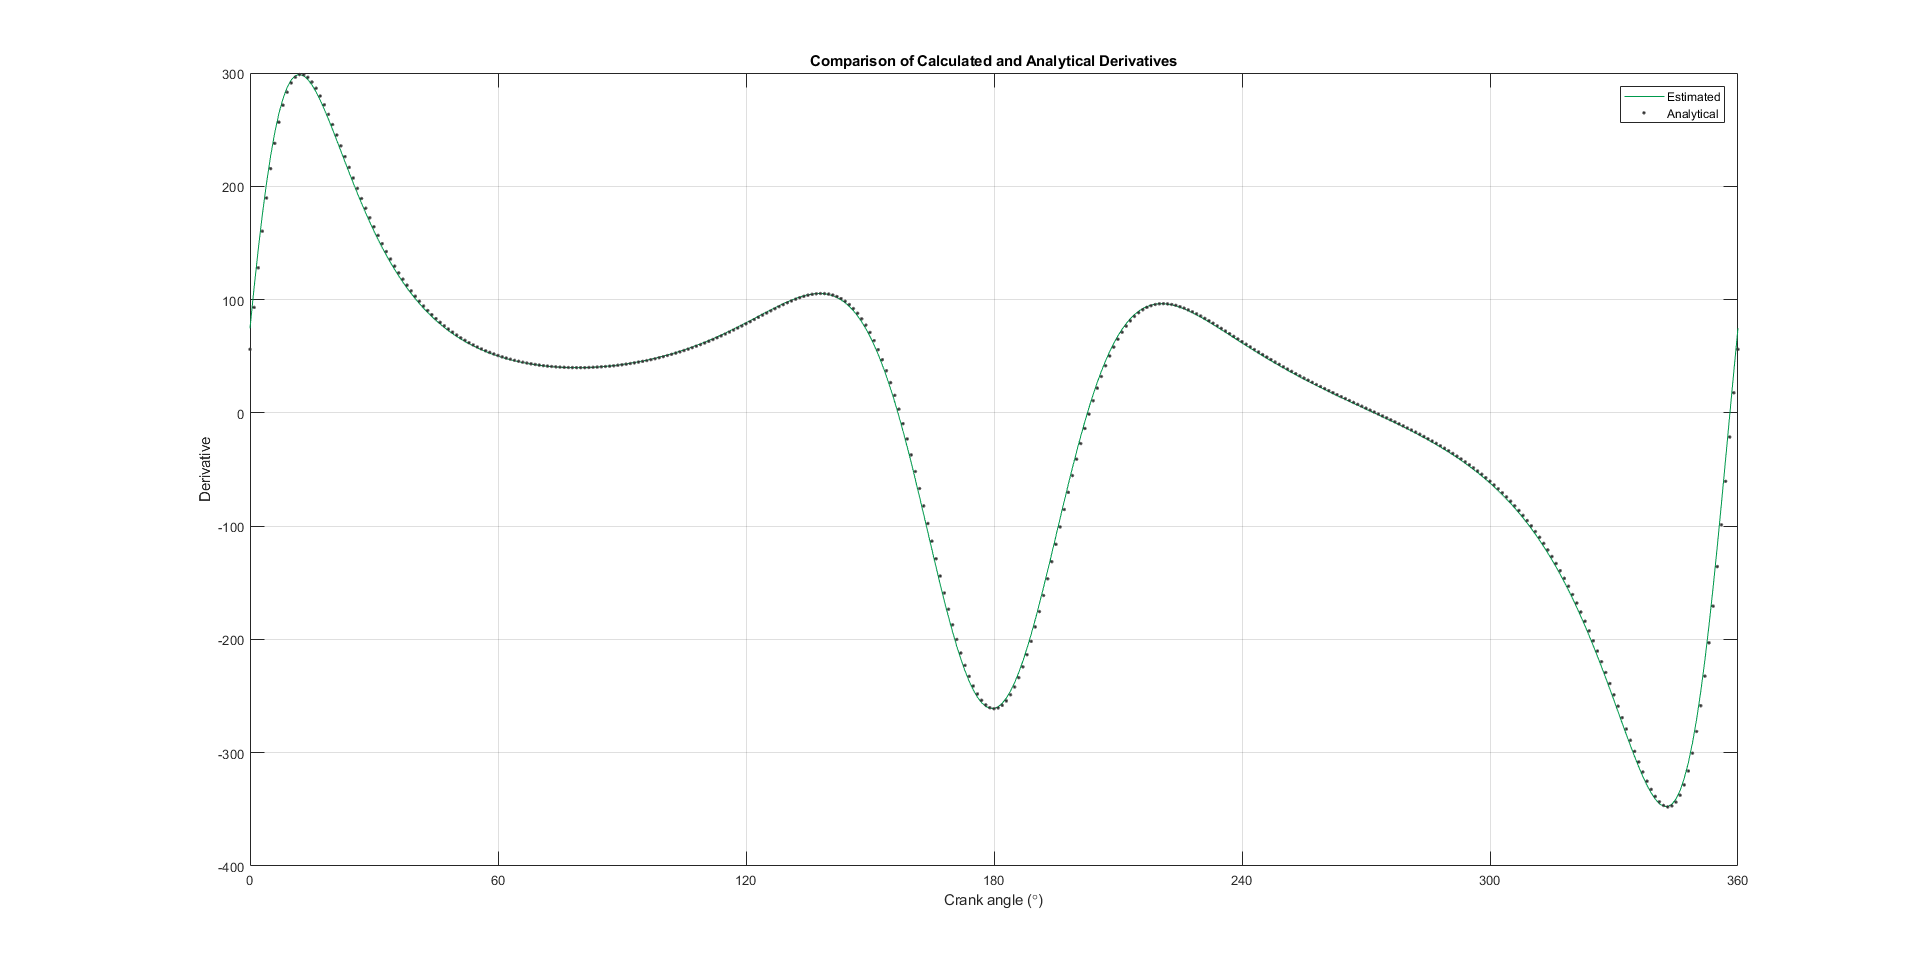 Comparison of Calculated and Analytical Derivatives
300
200
100
0
-100
-200
-300
-400
Derivative
Estimated
Analytical
0 60 120 180 240 300 360
Crank angle (°)